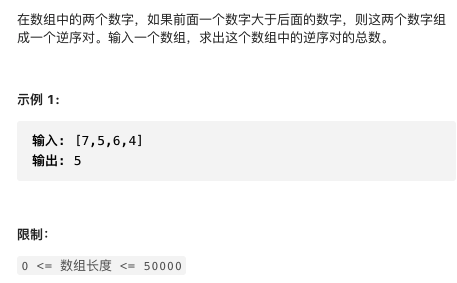 在数组中的两个数字，如果前面一个数字大于后面的数字，则这两个数字组
成一个逆序对。输入一个数组，求出这个数组中的逆序对的总数。
示例 1:
输入: [7,5,6,4]
输出: 5
限制：
0 <= 数组长度 <= 50000